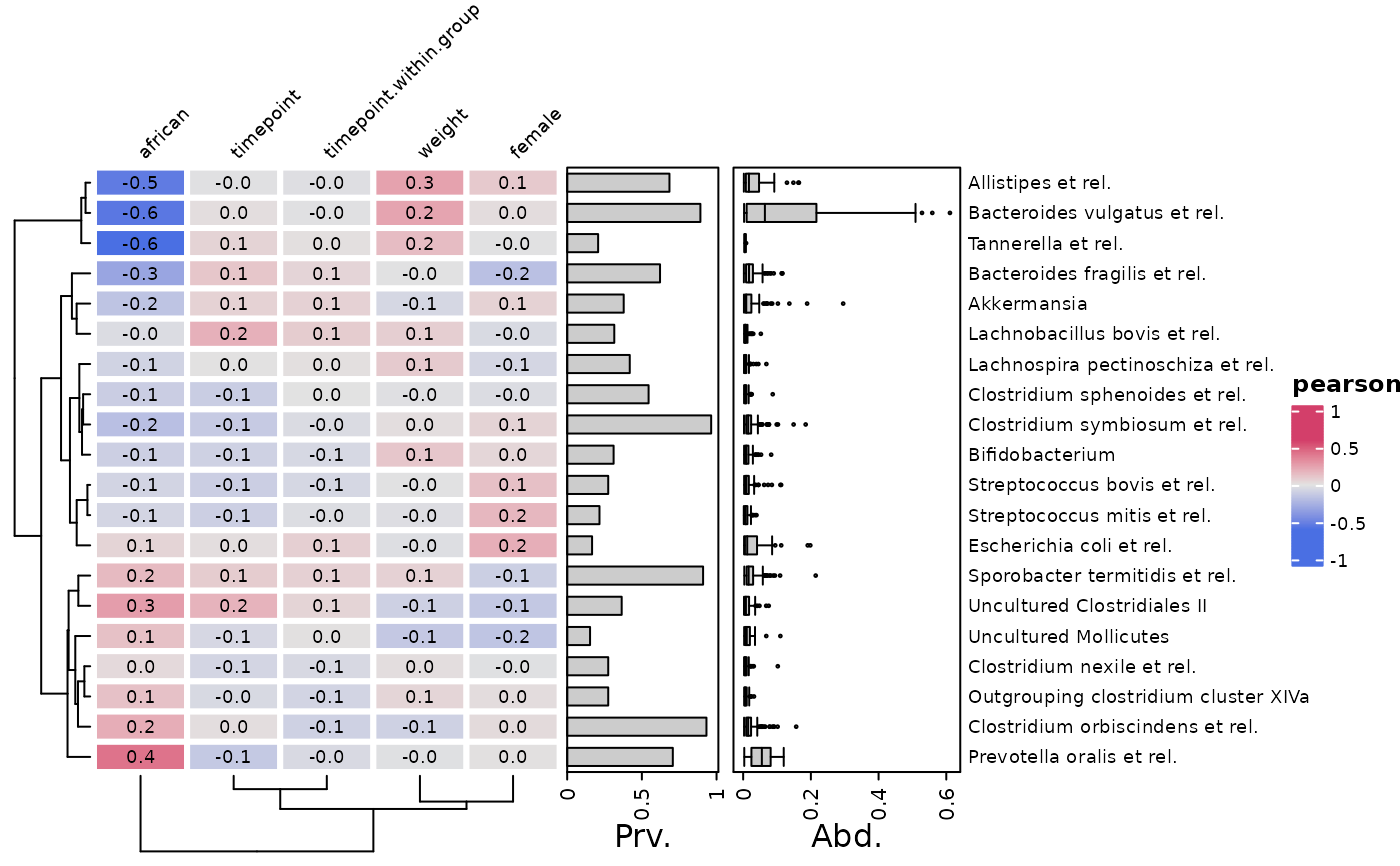 african timepoint timepoint.within.group weight female
-0.5 -0.0 -0.0 0.3 0.1 Allistipes et rel.
-0.6 0.0 -0.0 0.2 0.0 Bacteroides vulgatus et rel.
-0.6 0.1 0.0 0.2 -0.0 Tannerella et rel.
-0.3 0.1 0.1 -0.0 -0.2 Bacteroides fragilis et rel.
-0.2 0.1 0.1 -0.1 0.1 Akkermansia
-0.0 0.2 0.1 0.1 -0.0 Lachnobacillus bovis et rel.
-0.1 0.0 0.0 0.1 -0.1 Lachnospira pectinoschiza et rel.
-0.1 -0.1 0.0 -0.0 -0.0 Clostridium sphenoides et rel.
-0.2 -0.1 -0.0 0.0 0.1 Clostridium symbiosum et rel.
-0.1 -0.1 -0.1 0.1 0.0 Bifidobacterium
-0.1 -0.1 -0.1 -0.0 0.1 Streptococcus bovis et rel.
-0.1 -0.1 -0.0 -0.0 0.2 Streptococcus mitis et rel.
0.1 0.0 0.1 -0.0 0.2 Escherichia coli et rel.
0.2 0.1 0.1 0.1 -0.1 Sporobacter termitidis et rel.
0.3 0.2 0.1 -0.1 -0.1 Uncultured Clostridiales II
0.1 -0.1 0.0 -0.1 -0.2 Uncultured Mollicutes
0.0 -0.1 -0.1 0.0 -0.0 Clostridium nexile et rel.
0.1 -0.0 -0.1 0.1 0.0 Outgrouping clostridium cluster XIVa
0.2 0.0 -0.1 -0.1 0.0 Clostridium orbiscindens et rel.
0.4 -0.1 -0.0 -0.0 0.0 Prevotella oralis et rel.
0 0.5 1 0 0.2 0.4 0.6
Prv. Abd.
pearson
1
0.5
0
-0.5
-1